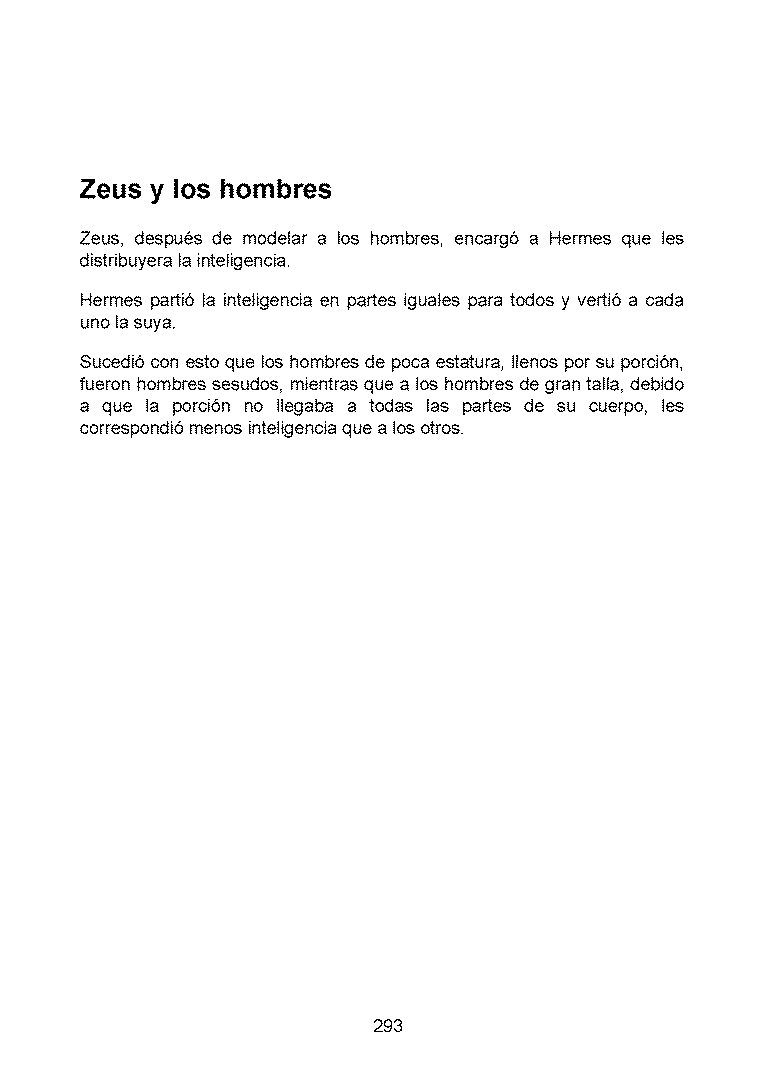 Zeus y los hombres
Zeus, después de modelar a los hombres, encargó a Hermes que les
distribuyera la inteligencia.
Hermes partió la inteligencia en partes iguales para todos y vertió a cada
uno la suya.
Sucedió con esto que los hombres de poca estatura, llenos por su porción,
fueron hombres sesudos, mientras que a los hombres de gran talla, debido
a que la porción no llegaba a todas las partes de su cuerpo, les
correspondió menos inteligencia que a los otros.
293